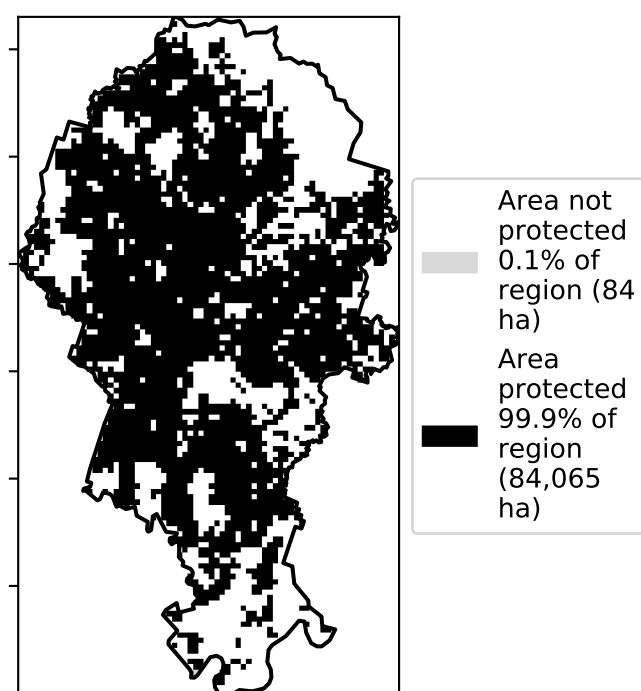 Area not
protected
0.1% of
region (84
ha)
Area
protected
99.9% of
region
(84,065
ha)